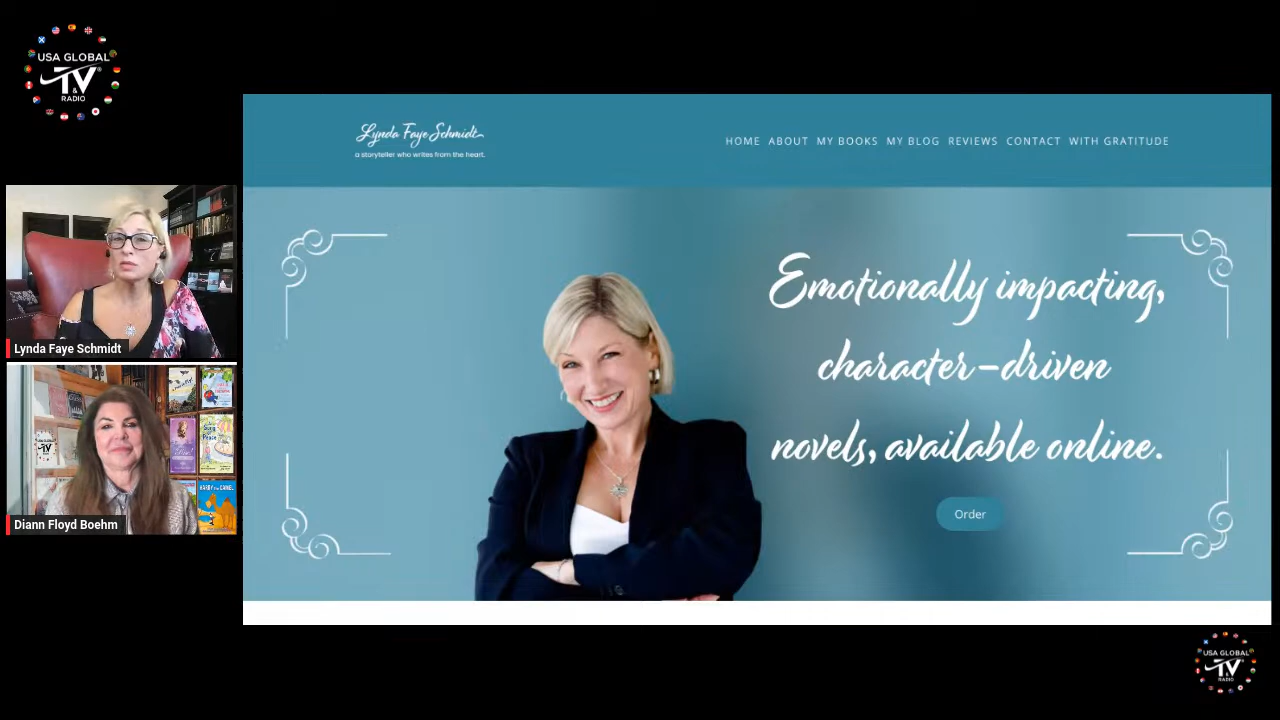 USA GLOBAL
TV
&
RADIO
Lynda Faye Schmidt
a storyteller who writes from the heart.
HOME ABOUT MY BOOKS MY BLOG REVIEWS CONTACT WITH GRATITUDE
Emotionally impacting,
character-driven
novels, available online.
Order
Lynda Faye Schmidt
Diann Floyd Boehm
USA GLOBAL
TV
RADIO